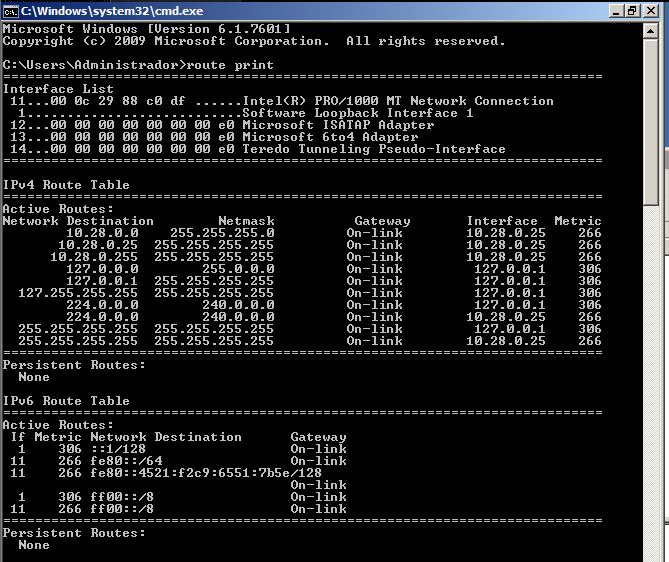 C:\Windows\system32\cmd.exe
Microsoft Windows [Version 6.1.7601]
Copyright (c) 2009 Microsoft Corporation.  All rights reserved.
C:\Users\Administrador>route print
===========================================================================
Interface List
 11...00 0c 29 88 c0 df ......Intel(R) PRO/1000 MT Network Connection
  1...........................Software Loopback Interface 1
 12...00 00 00 00 00 00 00 e0 Microsoft ISATAP Adapter
 13...00 00 00 00 00 00 00 e0 Microsoft 6to4 Adapter
 14...00 00 00 00 00 00 00 e0 Teredo Tunneling Pseudo-Interface
===========================================================================
IPv4 Route Table
===========================================================================
Active Routes:
Network Destination        Netmask          Gateway       Interface  Metric
        10.28.0.0    255.255.255.0         On-link        10.28.0.25    266
       10.28.0.25  255.255.255.255         On-link        10.28.0.25    266
      10.28.0.255  255.255.255.255         On-link        10.28.0.25    266
        127.0.0.0        255.0.0.0         On-link         127.0.0.1    306
        127.0.0.1  255.255.255.255         On-link         127.0.0.1    306
  127.255.255.255  255.255.255.255         On-link         127.0.0.1    306
        224.0.0.0        240.0.0.0         On-link         127.0.0.1    306
        224.0.0.0        240.0.0.0         On-link        10.28.0.25    266
  255.255.255.255  255.255.255.255         On-link         127.0.0.1    306
  255.255.255.255  255.255.255.255         On-link        10.28.0.25    266
===========================================================================
Persistent Routes:
  None
IPv6 Route Table
===========================================================================
Active Routes:
 If Metric Network Destination      Gateway
  1    306 ::1/128                  On-link
 11    266 fe80::/64                On-link
 11    266 fe80::4521:f2c9:6551:7b5e/128
                                    On-link
  1    306 ff00::/8                 On-link
 11    266 ff00::/8                 On-link
===========================================================================
Persistent Routes:
  None